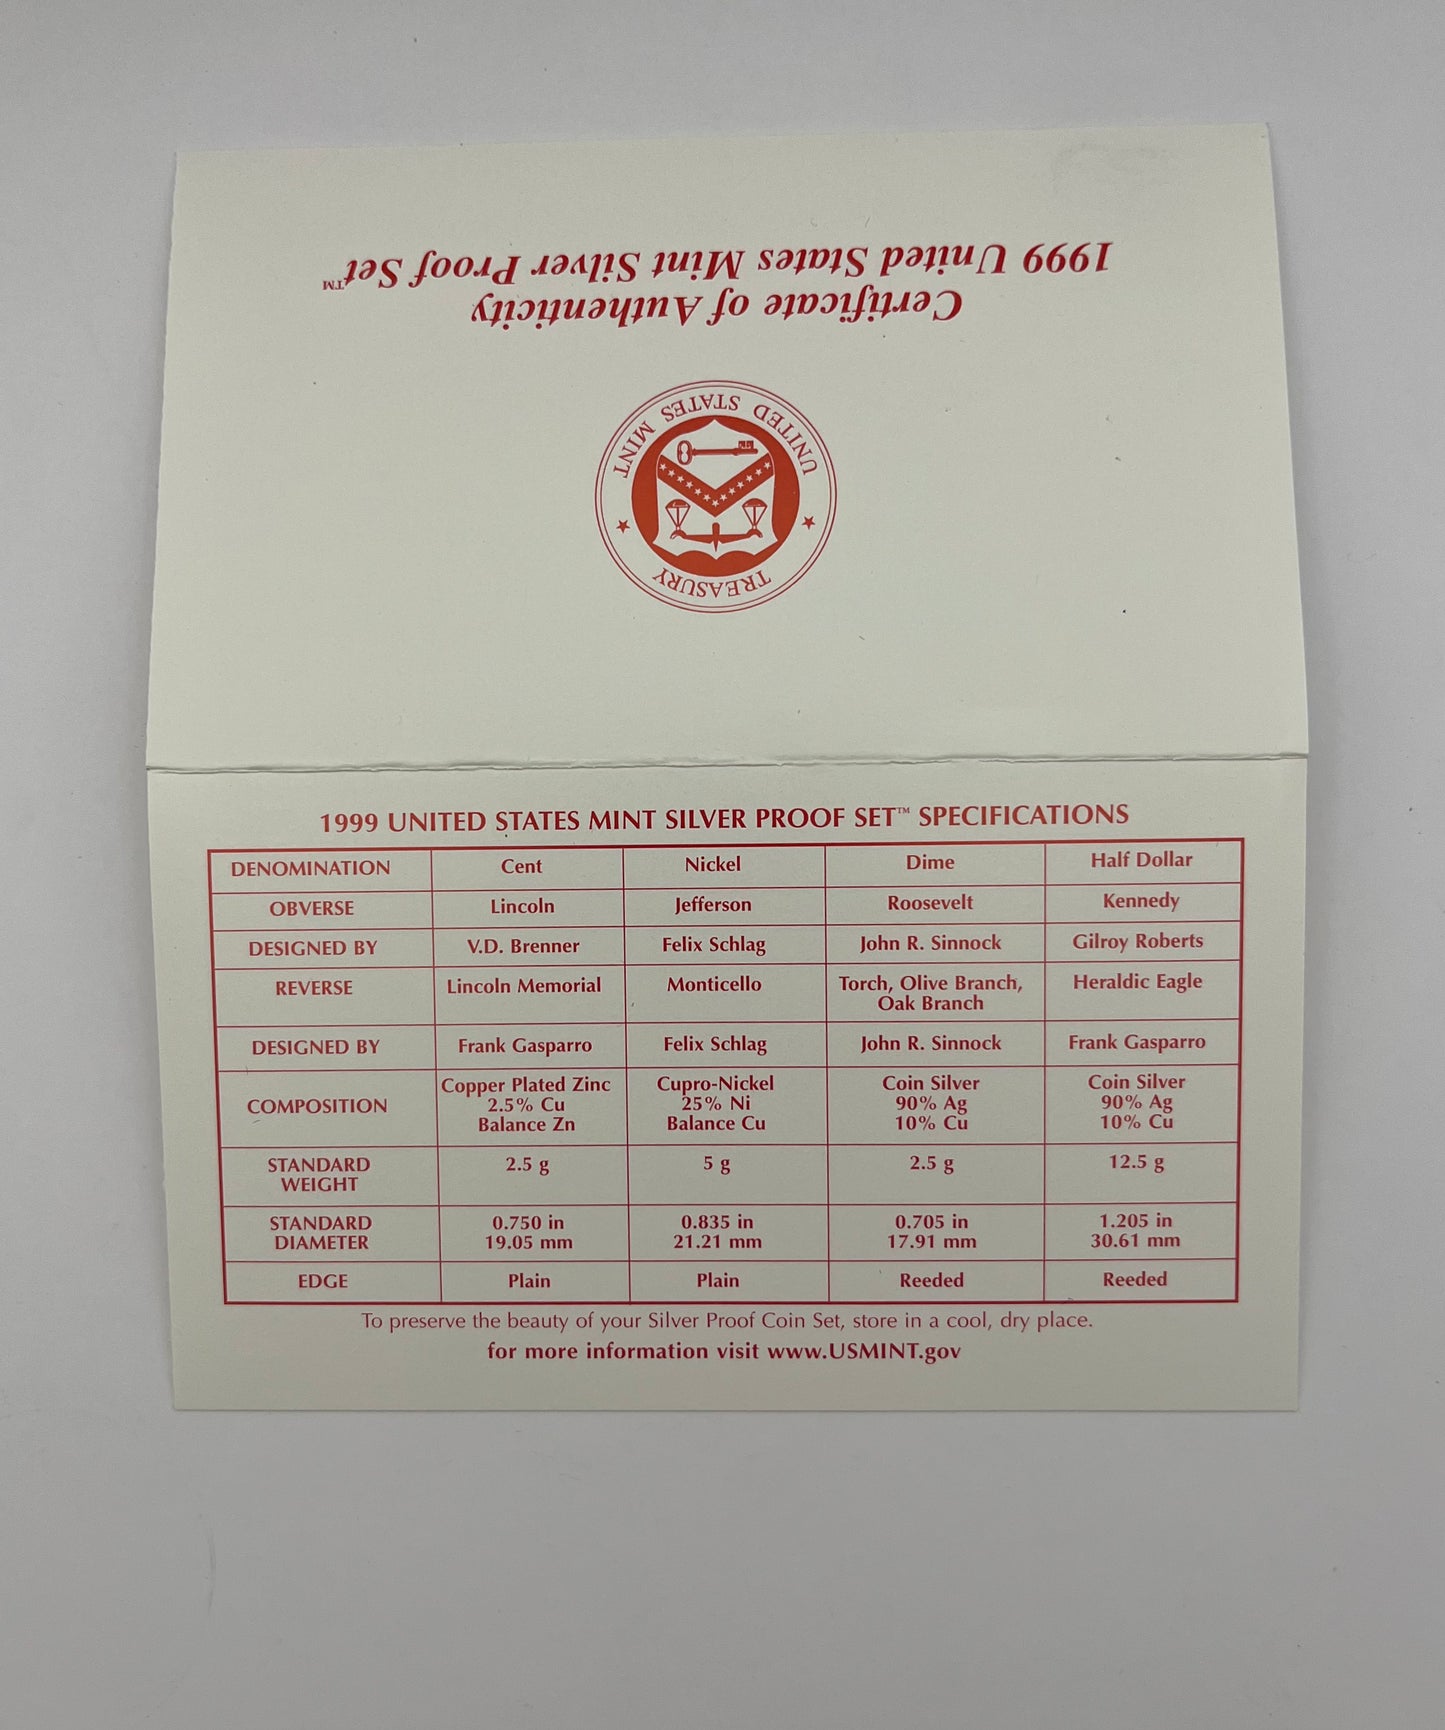 Certificate of Authenticity
1999 United States Mint Silver Proof Set™
TREASURY
UNITED STATES MINT
1999 UNITED STATES MINT SILVER PROOF SET™ SPECIFICATIONS
DENOMINATION Cent Nickel Dime Half Dollar
OBVERSE Lincoln Jefferson Roosevelt Kennedy
DESIGNED BY V.D. Brenner Felix Schlag John R. Sinnock Gilroy Roberts
REVERSE Lincoln Memorial Monticello Torch, Olive Branch, Heraldic Eagle
Oak Branch
DESIGNED BY Frank Gasparro Felix Schlag John R. Sinnock Frank Gasparro
Copper Plated Zinc Cupro-Nickel Coin Silver Coin Silver
COMPOSITION 2.5% Cu 25% Ni 90% Ag 90% Ag
Balance Zn Balance Cu 10% Cu 10% Cu
STANDARD 2.5 g 5 g 2.5 g 12.5 g
WEIGHT
STANDARD 0.750 in 0.835 in 0.705 in 1.205 in
DIAMETER 19.05 mm 21.21 mm 17.91 mm 30.61 mm
EDGE Plain Plain Reeded Reeded
To preserve the beauty of your Silver Proof Coin Set, store in a cool, dry place.
for more information visit www.USMINT.gov